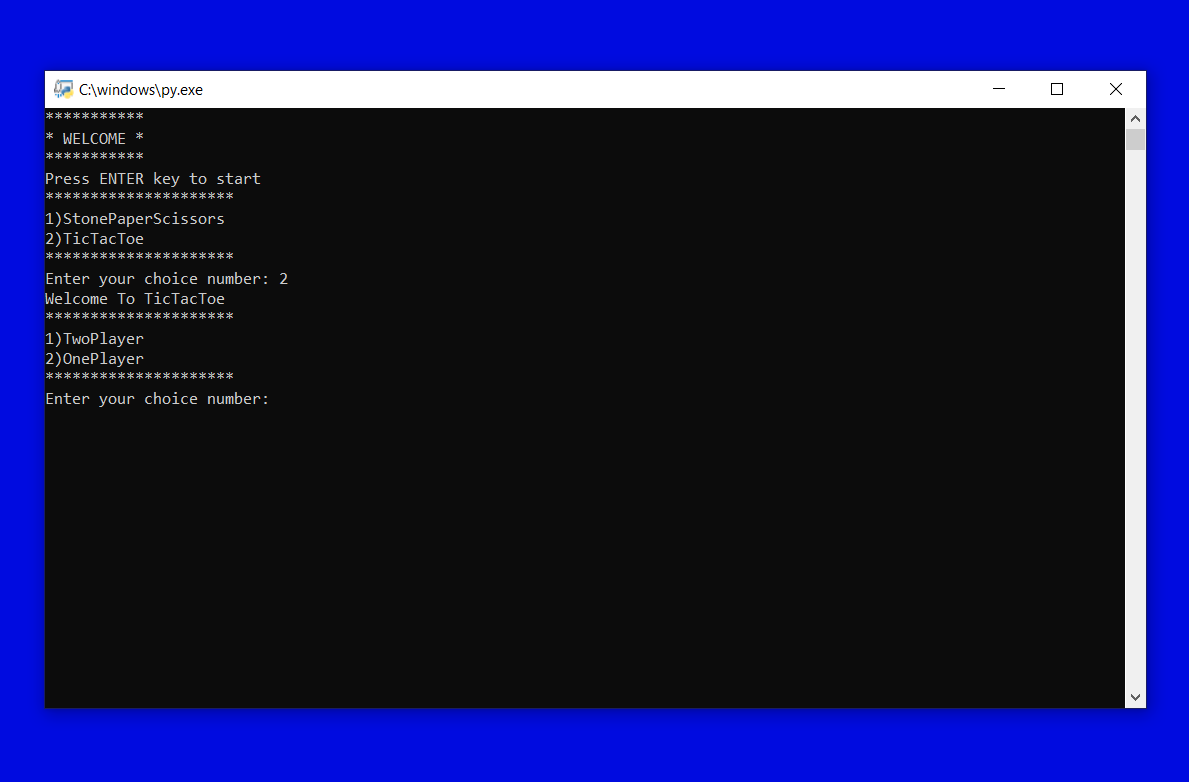 C:\windows\py.exe
***********
* WELCOME *
***********
Press ENTER key to start
*********************
1)StonePaperScissors
2)TicTacToe
*********************
Enter your choice number: 2
Welcome To TicTacToe
*********************
1)TwoPlayer
2)OnePlayer
*********************
Enter your choice number: